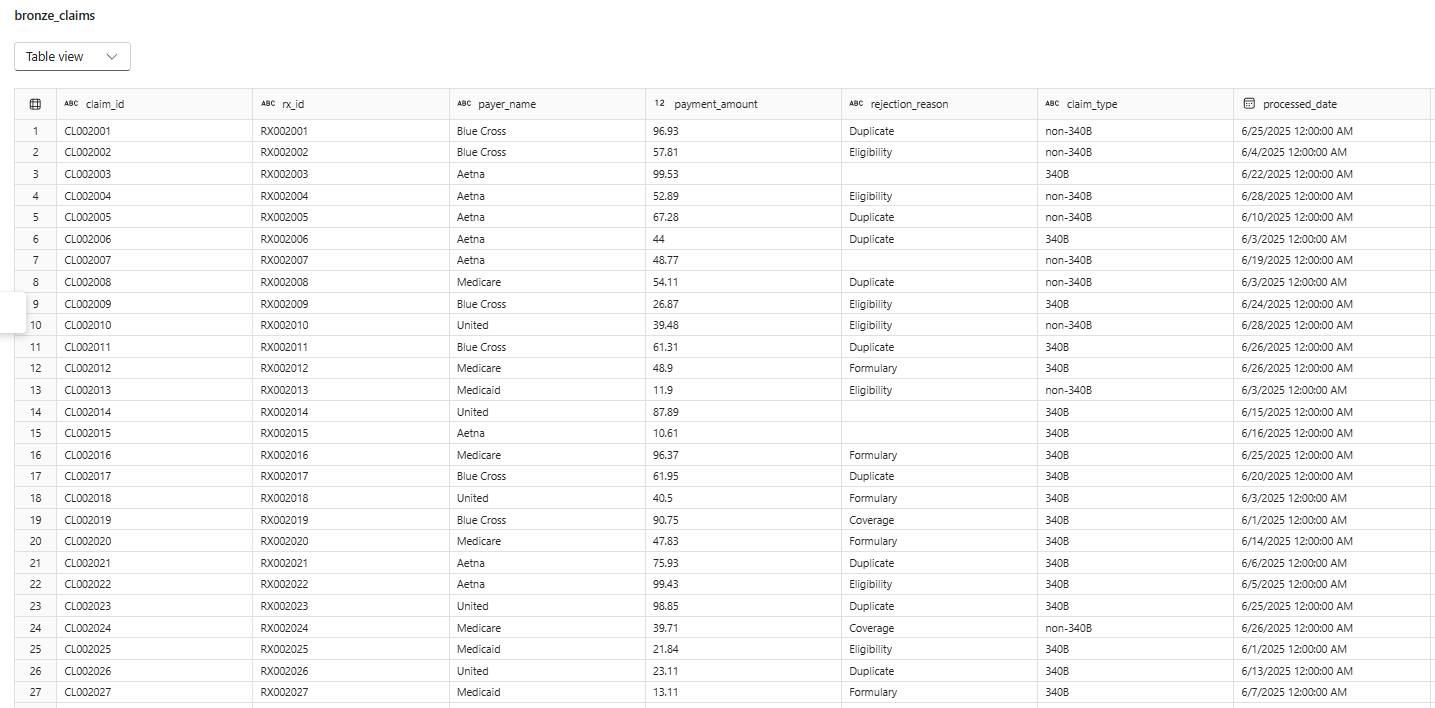 bronze_claims
Table view
ABC claim_id ABC rx_id ABC payer_name 12 payment_amount ABC rejection_reason ABC claim_type processed_date
1 CL002001 RX002001 Blue Cross 96.93 Duplicate non-340B 6/25/2025 12:00:00 AM
2 CL002002 RX002002 Blue Cross 57.81 Eligibility non-340B 6/4/2025 12:00:00 AM
3 CL002003 RX002003 Aetna 99.53 340B 6/22/2025 12:00:00 AM
4 CL002004 RX002004 Aetna 52.89 Eligibility non-340B 6/28/2025 12:00:00 AM
5 CL002005 RX002005 Aetna 67.28 Duplicate non-340B 6/10/2025 12:00:00 AM
6 CL002006 RX002006 Aetna 44 Duplicate 340B 6/3/2025 12:00:00 AM
7 CL002007 RX002007 Aetna 48.77 non-340B 6/19/2025 12:00:00 AM
8 CL002008 RX002008 Medicare 54.11 Duplicate non-340B 6/3/2025 12:00:00 AM
9 CL002009 RX002009 Blue Cross 26.87 Eligibility 340B 6/24/2025 12:00:00 AM
10 CL002010 RX002010 United 39.48 Eligibility non-340B 6/28/2025 12:00:00 AM
11 CL002011 RX002011 Blue Cross 61.31 Duplicate 340B 6/26/2025 12:00:00 AM
12 CL002012 RX002012 Medicare 48.9 Formulary 340B 6/26/2025 12:00:00 AM
13 CL002013 RX002013 Medicaid 11.9 Eligibility non-340B 6/3/2025 12:00:00 AM
14 CL002014 RX002014 United 87.89 340B 6/15/2025 12:00:00 AM
15 CL002015 RX002015 Aetna 10.61 340B 6/16/2025 12:00:00 AM
16 CL002016 RX002016 Medicare 96.37 Formulary 340B 6/25/2025 12:00:00 AM
17 CL002017 RX002017 Blue Cross 61.95 Duplicate 340B 6/20/2025 12:00:00 AM
18 CL002018 RX002018 United 40.5 Formulary 340B 6/3/2025 12:00:00 AM
19 CL002019 RX002019 Blue Cross 90.75 Coverage 340B 6/1/2025 12:00:00 AM
20 CL002020 RX002020 Medicare 47.83 Formulary 340B 6/14/2025 12:00:00 AM
21 CL002021 RX002021 Aetna 75.93 Duplicate 340B 6/6/2025 12:00:00 AM
22 CL002022 RX002022 Aetna 99.43 Eligibility 340B 6/5/2025 12:00:00 AM
23 CL002023 RX002023 United 98.85 Duplicate 340B 6/25/2025 12:00:00 AM
24 CL002024 RX002024 Medicare 39.71 Coverage non-340B 6/26/2025 12:00:00 AM
25 CL002025 RX002025 Medicaid 21.84 Eligibility 340B 6/1/2025 12:00:00 AM
26 CL002026 RX002026 United 23.11 Duplicate 340B 6/13/2025 12:00:00 AM
27 CL002027 RX002027 Medicaid 13.11 Formulary 340B 6/7/2025 12:00:00 AM